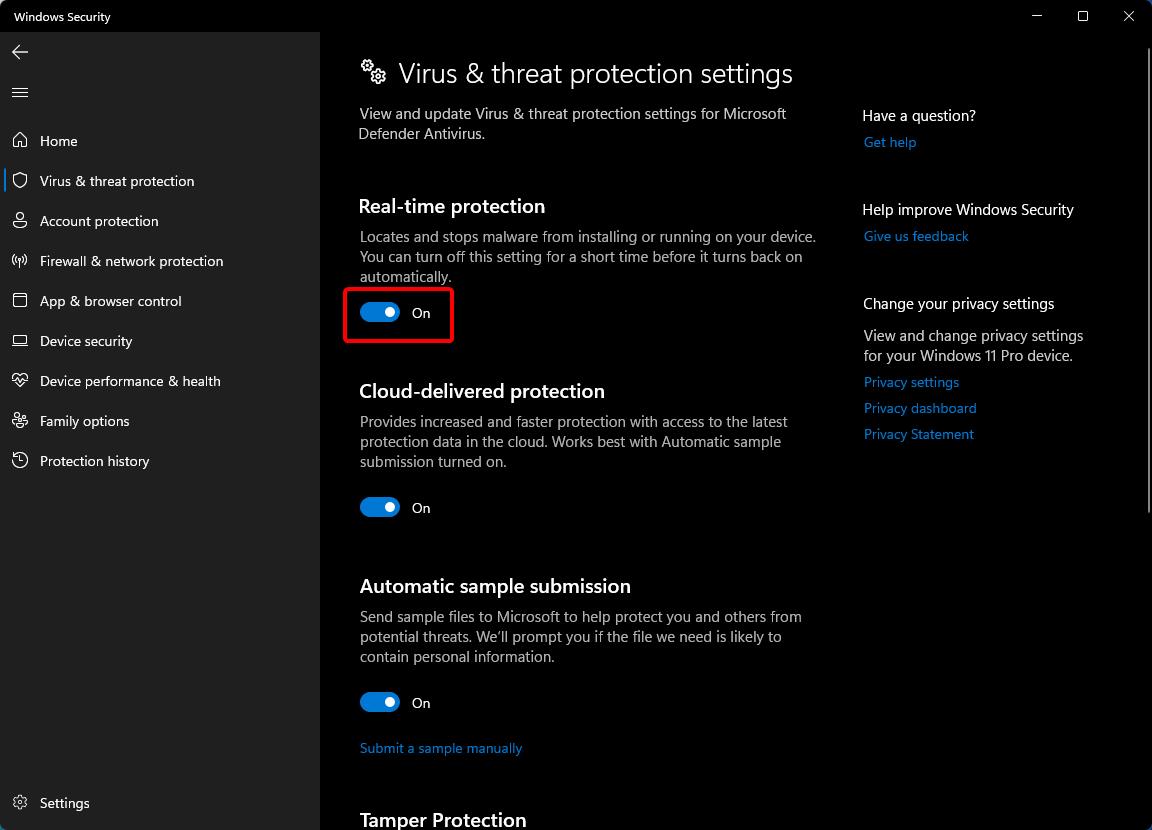 Windows Security
Home
Virus & threat protection
Account protection
Firewall & network protection
App & browser control
Device security
Device performance & health
Family options
Protection history
Settings
Virus & threat protection settings
View and update Virus & threat protection settings for Microsoft
Defender Antivirus.
Real-time protection
Locates and stops malware from installing or running on your device.
You can turn off this setting for a short time before it turns back on
automatically.
On
Cloud-delivered protection
Provides increased and faster protection with access to the latest
protection data in the cloud. Works best with Automatic sample
submission turned on.
On
Automatic sample submission
Send sample files to Microsoft to help protect you and others from
potential threats. We’ll prompt you if the file we need is likely to
contain personal information.
On
Submit a sample manually
Tamper Protection
Have a question?
Get help
Help improve Windows Security
Give us feedback
Change your privacy settings
View and change privacy settings
for your Windows 11 Pro device.
Privacy settings
Privacy dashboard
Privacy Statement